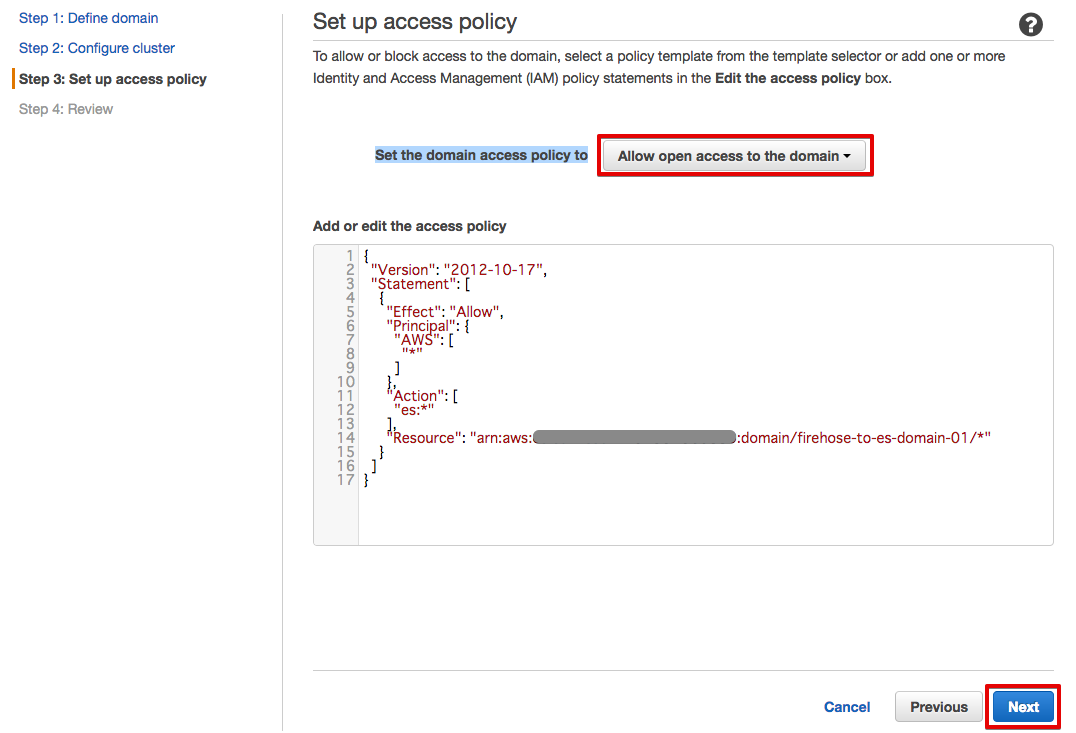 Step 1: Define domain
Step 2: Configure cluster
Step 3: Set up access policy
Step 4: Review
Set up access policy
?
To allow or block access to the domain, select a policy template from the template selector or add one or more
Identity and Access Management (IAM) policy statements in the Edit the access policy box.
Set the domain access policy to
Allow open access to the domain
Add or edit the access policy
1 {
2 "Version": "2012-10-17",
3 "Statement": [
4 {
5 "Effect": "Allow",
6 "Principal": {
7 "AWS": [
8 "*"
9 ]
10 },
11 "Action": [
12 "es:*"
13 ],
14 "Resource": "arn:aws: :domain/firehose-to-es-domain-01/*"
15 }
16 ]
17 }
Cancel
Previous
Next